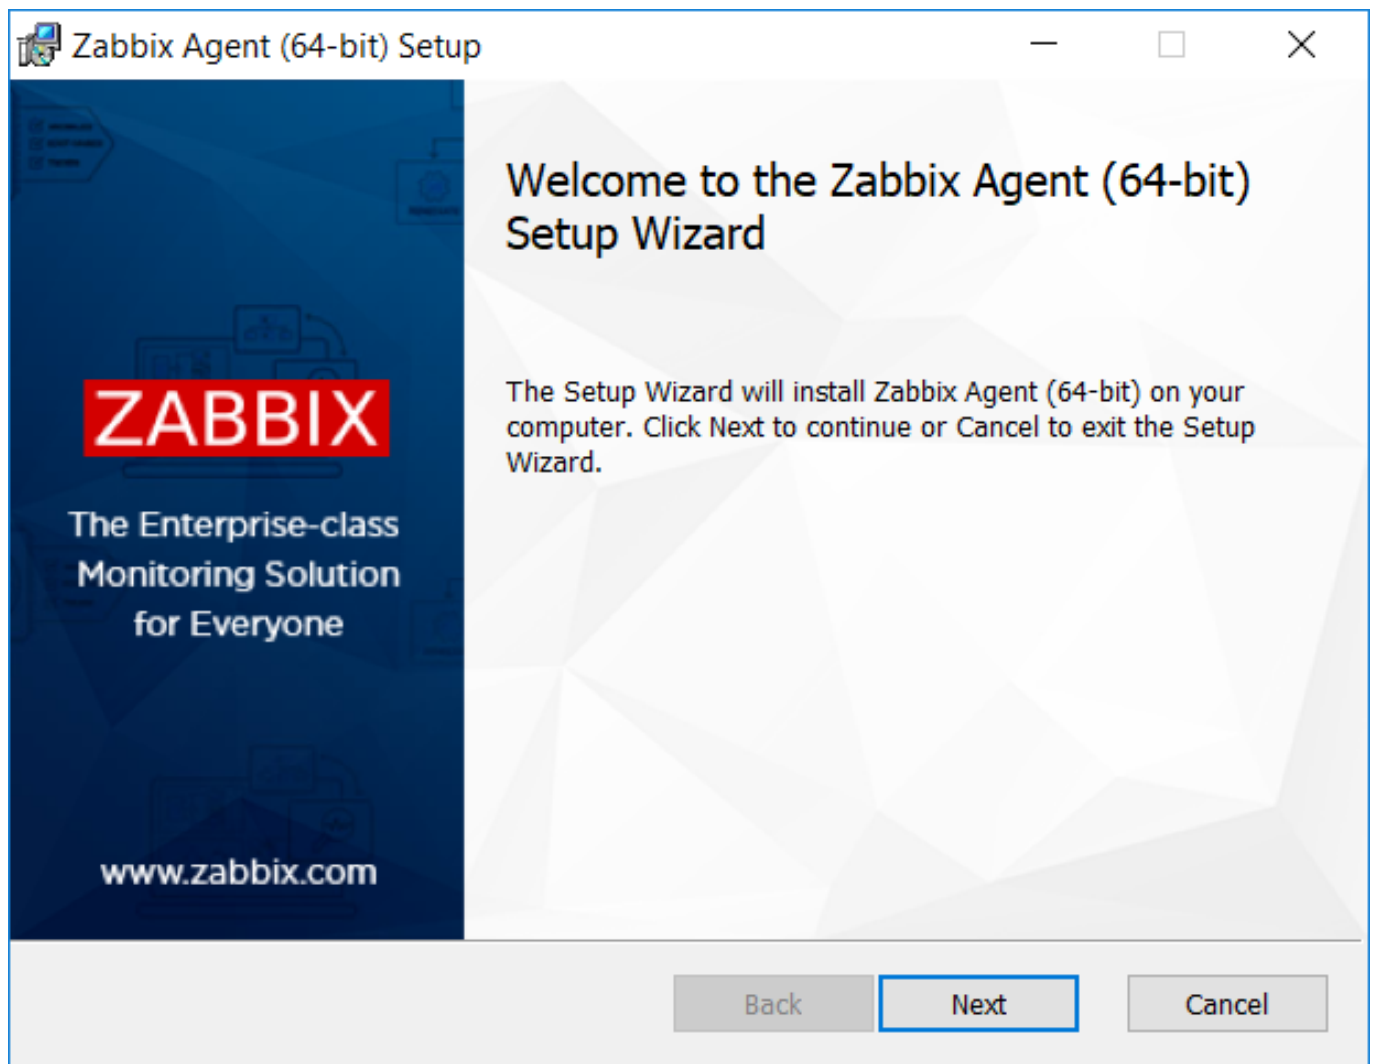 Zabbix Agent (64-bit) Setup
Welcome to the Zabbix Agent (64-bit)
Setup Wizard
The Setup Wizard will install Zabbix Agent (64-bit) on your
computer. Click Next to continue or Cancel to exit the Setup
Wizard.
ZABBIX
The Enterprise-class
Monitoring Solution
for Everyone
www.zabbix.com
Back
Next
Cancel